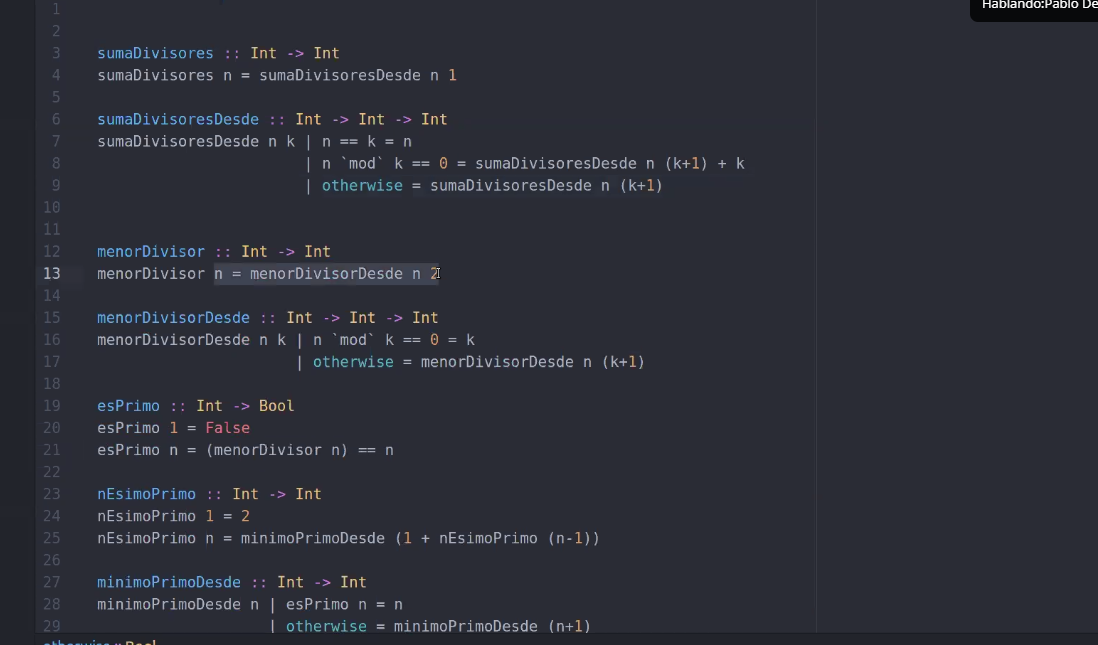 Hablando:Pablo De
1
2
3 sumaDivisores :: Int -> Int
4 sumaDivisores n = sumaDivisoresDesde n 1
5
6 sumaDivisoresDesde :: Int -> Int -> Int
7 sumaDivisoresDesde n k | n == k = n
8 | n `mod` k == 0 = sumaDivisoresDesde n (k+1) + k
9 | otherwise = sumaDivisoresDesde n (k+1)
10
11
12 menorDivisor :: Int -> Int
13 menorDivisor n = menorDivisorDesde n 2
14
15 menorDivisorDesde :: Int -> Int -> Int
16 menorDivisorDesde n k | n `mod` k == 0 = k
17 | otherwise = menorDivisorDesde n (k+1)
18
19 esPrimo :: Int -> Bool
20 esPrimo 1 = False
21 esPrimo n = (menorDivisor n) == n
22
23 nEsimoPrimo :: Int -> Int
24 nEsimoPrimo 1 = 2
25 nEsimoPrimo n = minimoPrimoDesde (1 + nEsimoPrimo (n-1))
26
27 minimoPrimoDesde :: Int -> Int
28 minimoPrimoDesde n | esPrimo n = n
29 | otherwise = minimoPrimoDesde (n+1)
otherwise :: Bool